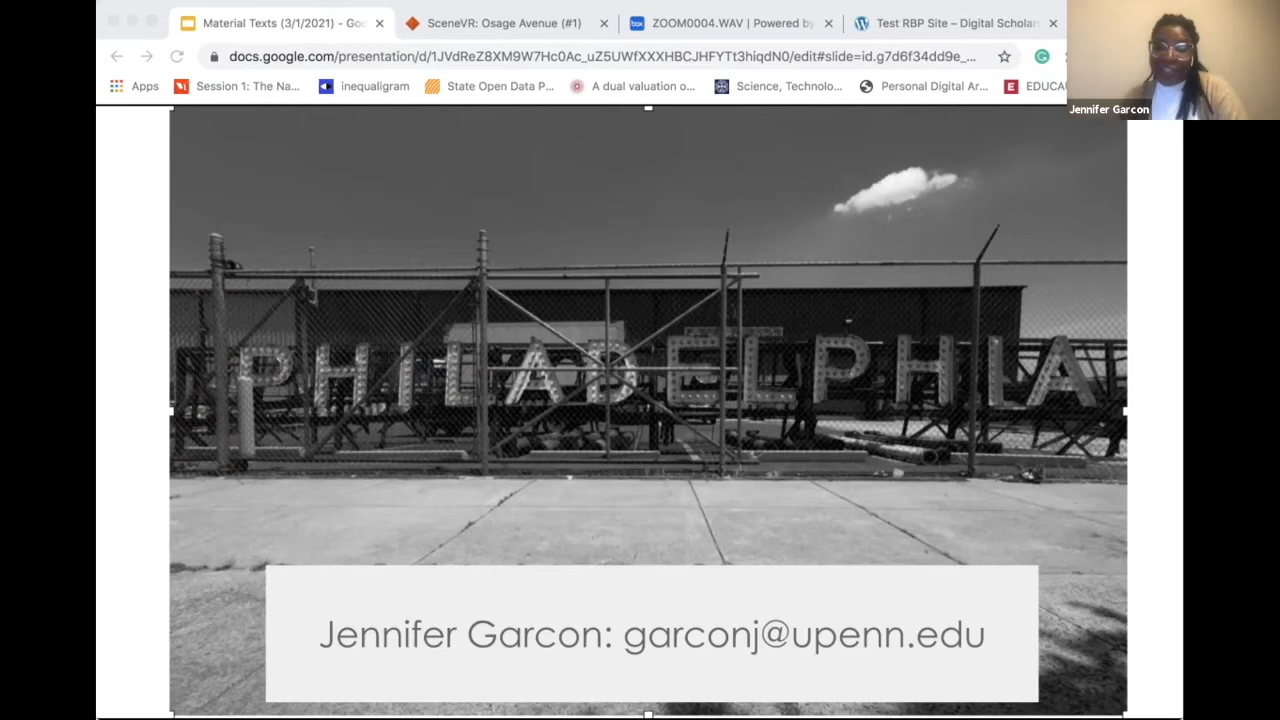 Material Texts (3/1/2021) - Goo
SceneVR: Osage Avenue (#1)
ZOOM0004.WAV | Powered by
Test RBP Site – Digital Scholars
docs.google.com/presentation/d/1JVdReZ8XM9W7Hc0Ac_uZ5UWfXXXHBCJHFYTt3hiqdN0/edit#slide=id.g7d6f34dd9e_...
Apps
Session 1: The Na...
inequaligram
State Open Data P...
A dual valuation o...
Science, Technolo...
Personal Digital Ar...
EDUCA
Jennifer Garcon
PHILADELPHIA
Jennifer Garcon: garconj@upenn.edu